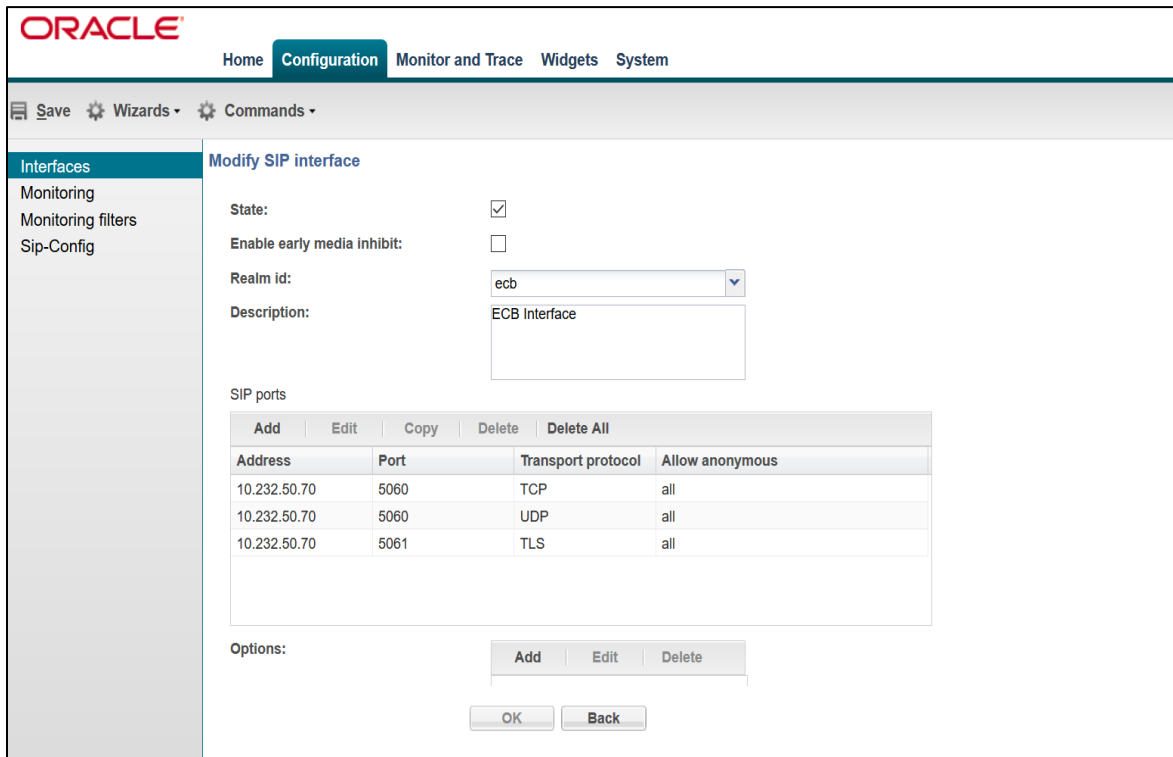 ORACLE
Home Configuration Monitor and Trace Widgets System
Save Wizards Commands
Interfaces
Monitoring
Monitoring filters
Sip-Config
Modify SIP interface
State:
Enable early media inhibit:
Realm id: ecb
Description: ECB Interface
SIP ports
Add Edit Copy Delete Delete All
Address Port Transport protocol Allow anonymous
10.232.50.70 5060 TCP all
10.232.50.70 5060 UDP all
10.232.50.70 5061 TLS all
Options: Add Edit Delete
OK Back